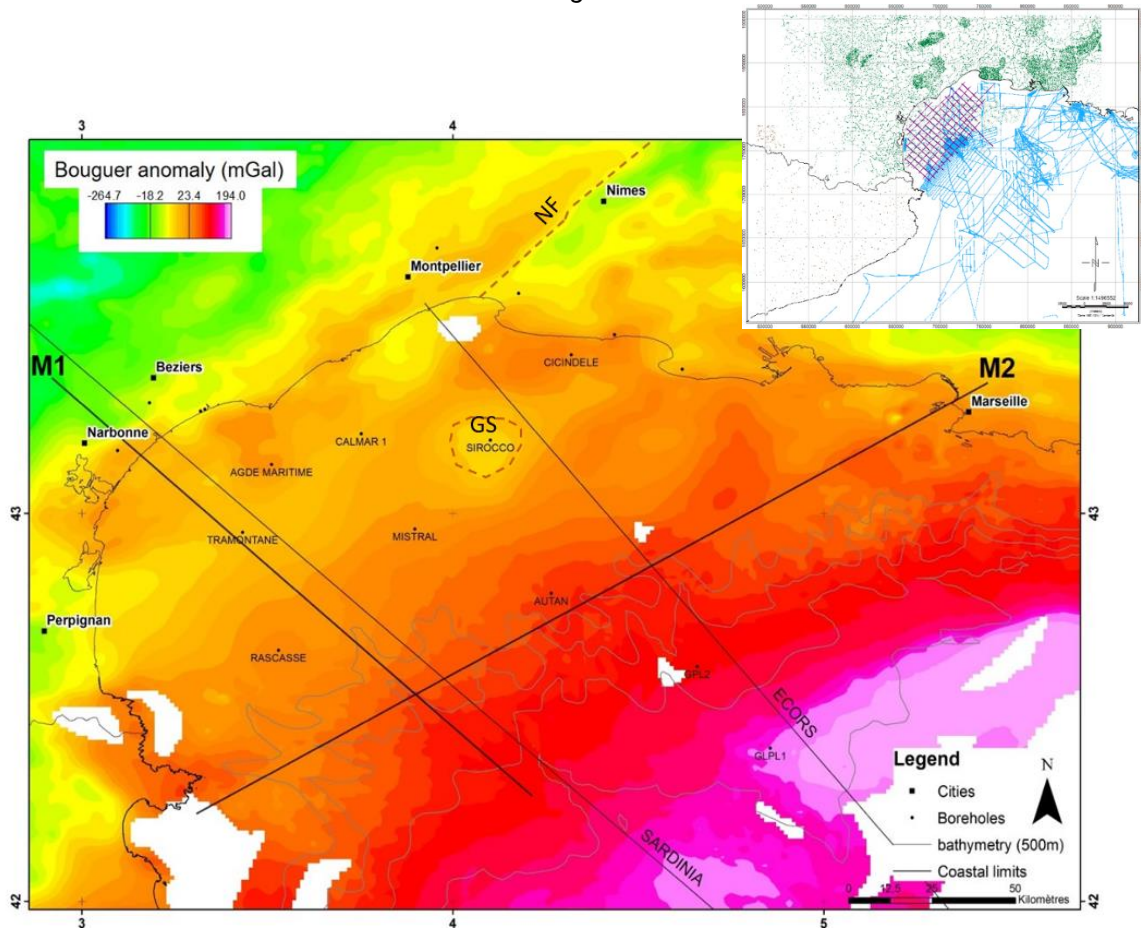 3
4
Bouguer anomaly (mGal)
-264.7 -18.2 23.4 194.0
NF
Nimes
Montpellier
M1
Beziers
CICINDELE
M2
Marseille
Narbonne
CALMAR 1
GS
SIROCCO
AGDE MARITIME
43
43
TRAMONTANE
MISTRAL
AUTAN
Perpignan
RASCASSE
GPL2
ECORS
GLPL1
SARDINIA
Legend
N
Cities
Boreholes
bathymetry (500m)
Coastal limits
0 12.5 25 50
Kilomètres
42
42
3
4
5